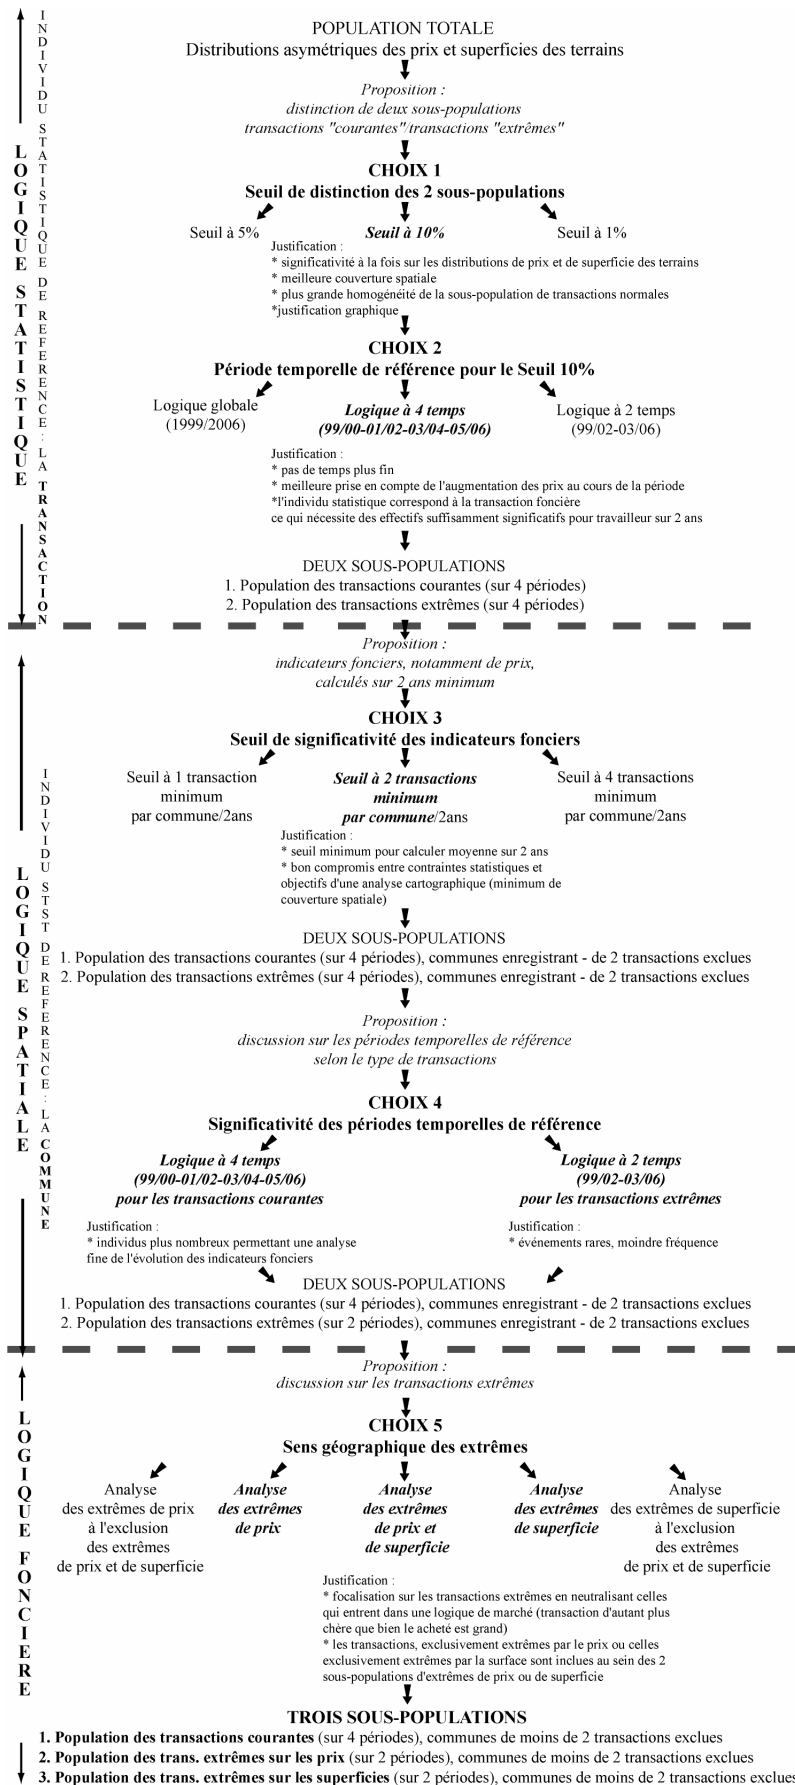 POPULATION TOTALE
Distributions asymétriques des prix et superficies des terrains
Proposition :
distinction de deux sous-populations
transactions "courantes"/transactions "extrêmes"
CHOIX 1
Seuil de distinction des 2 sous-populations
Seuil à 5% Seuil à 10% Seuil à 1%
Justification :
* significativité à la fois sur les distributions de prix et de superficie des terrains
* meilleure couverture spatiale
* plus grande homogénéité de la sous-population de transactions normales
*justification graphique
CHOIX 2
Période temporelle de référence pour le Seuil 10%
Logique globale
(1999/2006)
Logique à 4 temps
(99/00-01/02-03/04-05/06)
Logique à 2 temps
(99/02-03/06)
Justification :
* pas de temps plus fin
* meilleure prise en compte de l'augmentation des prix au cours de la période
*l'individu statistique correspond à la transaction foncière
ce qui nécessite des effectifs suffisamment significatifs pour travailleur sur 2 ans
DEUX SOUS-POPULATIONS
1. Population des transactions courantes (sur 4 périodes)
2. Population des transactions extrêmes (sur 4 périodes)
LOGIQUE STATISTIQUE
INDIVIDU STATISTIQUE DE REFERENCE : LA TRANSACTION
Proposition :
indicateurs fonciers, notamment de prix,
calculés sur 2 ans minimum
CHOIX 3
Seuil de significativité des indicateurs fonciers
Seuil à 1 transaction
minimum
par commune/2ans
Seuil à 2 transactions
minimum
par commune/2ans
Seuil à 4 transactions
minimum
par commune/2ans
Justification :
* seuil minimum pour calculer moyenne sur 2 ans
* bon compromis entre contraintes statistiques et
objectifs d'une analyse cartographique (minimum de
couverture spatiale)
DEUX SOUS-POPULATIONS
1. Population des transactions courantes (sur 4 périodes), communes enregistrant - de 2 transactions exclues
2. Population des transactions extrêmes (sur 4 périodes), communes enregistrant - de 2 transactions exclues
Proposition :
discussion sur les périodes temporelles de référence
selon le type de transactions
CHOIX 4
Significativité des périodes temporelles de référence
Logique à 4 temps
(99/00-01/02-03/04-05/06)
pour les transactions courantes
Logique à 2 temps
(99/02-03/06)
pour les transactions extrêmes
Justification :
* individus plus nombreux permettant une analyse
fine de l'évolution des indicateurs fonciers
Justification :
* événements rares, moindre fréquence
DEUX SOUS-POPULATIONS
1. Population des transactions courantes (sur 4 périodes), communes enregistrant - de 2 transactions exclues
2. Population des transactions extrêmes (sur 2 périodes), communes enregistrant - de 2 transactions exclues
LOGIQUE SPATIALE
INDIVIDU STST DE REFERENCE : LA COMMUNE
Proposition :
discussion sur les transactions extrêmes
CHOIX 5
Sens géographique des extrêmes
Analyse
des extrêmes de prix
à l'exclusion
des extrêmes
de prix et de superficie
Analyse
des extrêmes
de prix
Analyse
des extrêmes
de prix et
de superficie
Analyse
des extrêmes
de superficie
Analyse
des extrêmes de superficie
à l'exclusion
des extrêmes
de prix et de superficie
Justification :
* focalisation sur les transactions extrêmes en neutralisant celles
qui entrent dans une logique de marché (transaction d'autant plus
chère que bien le acheté est grand)
* les transactions, exclusivement extrêmes par le prix ou celles
exclusivement extrêmes par la surface sont inclues au sein des 2
sous-populations d'extrêmes de prix ou de superficie
TROIS SOUS-POPULATIONS
1. Population des transactions courantes (sur 4 périodes), communes de moins de 2 transactions exclues
2. Population des trans. extrêmes sur les prix (sur 2 périodes), communes de moins de 2 transactions exclues
3. Population des trans. extrêmes sur les superficies (sur 2 périodes), communes de moins de 2 transactions exclues
LOGIQUE FONCIERE